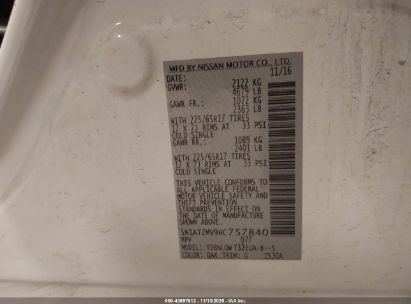 MFD BY NISSAN MOTOR CO., LTD.
DATE: 11/16
GVWR: 2122 KG
4679 LB
GAWR FR.: 1072 KG
2363 LB
WITH 225/65R17 TIRES
17 X 7J RIMS AT 33 PSI
COLD SINGLE
GAWR RR.: 1089 KG
2401 LB
WITH 225/65R17 TIRES
17 X 7J RIMS AT 33 PSI
COLD SINGLE
THIS VEHICLE CONFORMS TO
ALL APPLICABLE FEDERAL
MOTOR VEHICLE SAFETY
AND THEFT PREVENTION
STANDARDS IN EFFECT ON
THE DATE OF MANUFACTURE
SHOWN ABOVE.
5N1AT2MV9HC757840
MPV 077
COLOR: QAK TRIM: G